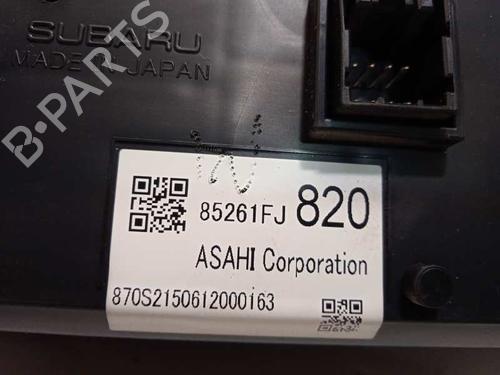 SUBARU
MADE IN JAPAN
B-PARTS
85261FJ 820
ASAHI Corporation
870S2150612000163